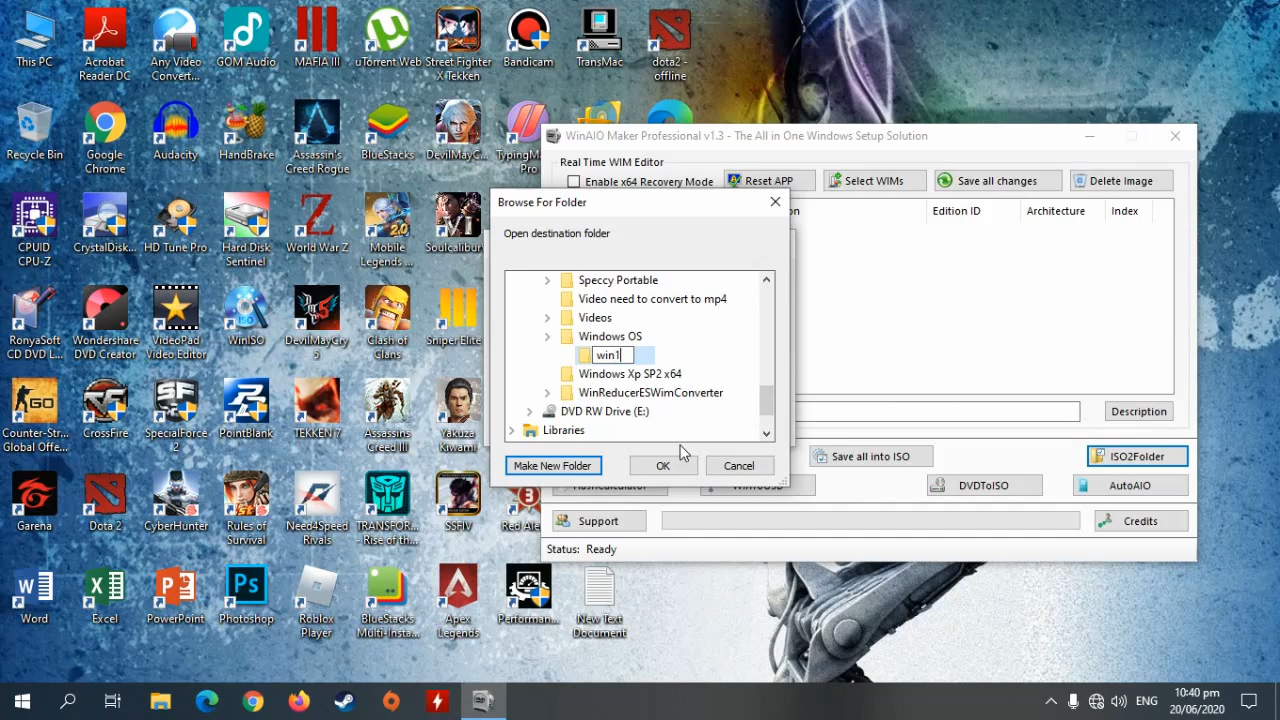 This PC
Acrobat
Reader DC
Any Video
Convert...
GOM Audio
MAFIA III
uTorrent Web
Street Fighter
X Tekken
Bandicam
TransMac
dota2 -
offline
Recycle Bin
Google
Chrome
Audacity
HandBrake
Assassin's
Creed Rogue
BlueStacks
DevilMayC...
TypingM
Pro
CPUID
CPU-Z
CrystalDisk...
HD Tune Pro
Hard Disk
Sentinel
World War Z
Mobile
Legends ...
Soulcalibur
RonyaSoft
CD DVD L...
Wondershare
DVD Creator
VideoPad
Video Editor
WinISO
DevilMayCry
5
Clash of
Clans
Sniper Elite
Counter-Str...
Global Offe...
CrossFire
SpecialForce
2
PointBlank
TEKKEN 7
Assassins
Creed III
Yakuza
Kiwami
Garena
Dota 2
CyberHunter
Rules of
Survival
Need4Speed
Rivals
TRANSFOR...
- Rise of th...
SSFIV
Red Ale
Word
Excel
PowerPoint
Photoshop
Roblox
Player
BlueStacks
Multi-Insta...
Apex
Legends
Performan...
New Text
Document
WinAIO Maker Professional v1.3 - The All in One Windows Setup Solution
Real Time WIM Editor
Enable x64 Recovery Mode
Reset APP
Select WIMs
Save all changes
Delete Image
Edition ID
Architecture
Index
Description
Save all into ISO
ISO2Folder
DVDToISO
AutoAIO
Support
Credits
Status: Ready
Browse For Folder
Open destination folder
Speccy Portable
Video need to convert to mp4
Videos
Windows OS
win1
Windows Xp SP2 x64
WinReducerESWimConverter
DVD RW Drive (E:)
Libraries
Make New Folder
OK
Cancel
ENG
10:40 pm
20/06/2020